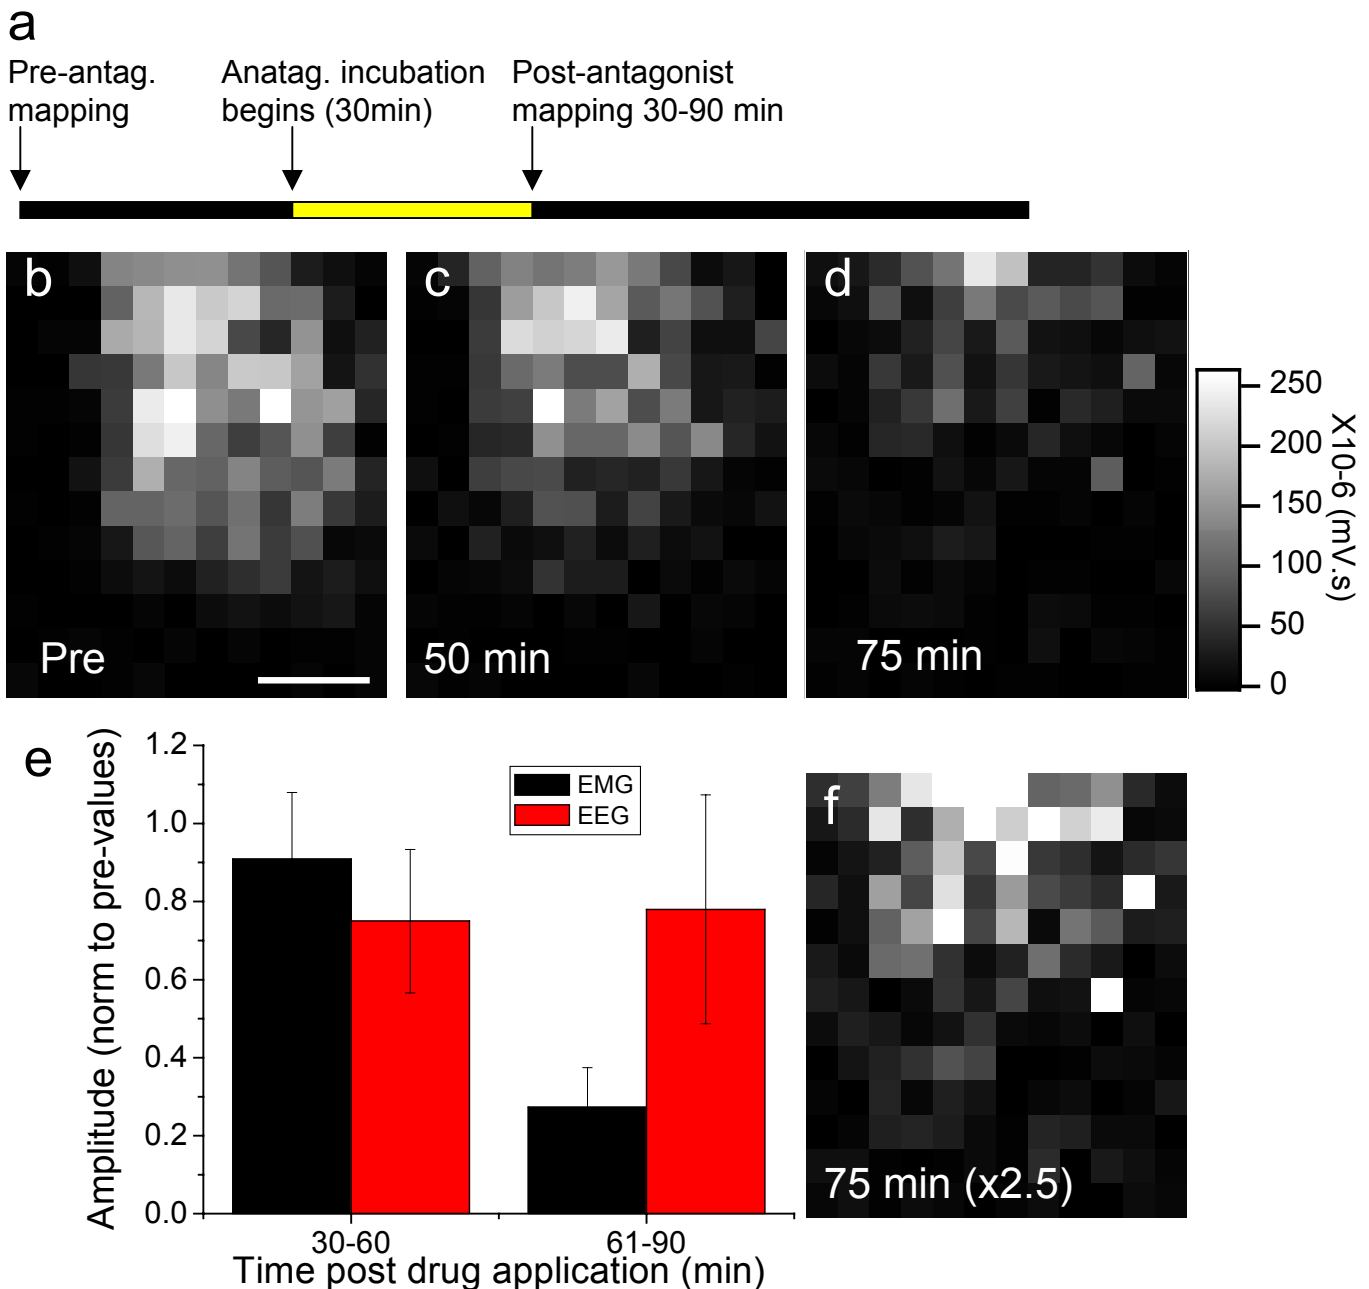 a
Pre-antag.
mapping
Anatag. incubation
begins (30min)
Post-antagonist
mapping 30-90 min
b
Pre
c
50 min
d
75 min
250
200
150
100
50
0
X10-6 (mV.s)
e
Amplitude (norm to pre-values)
1.2
1.0
0.8
0.6
0.4
0.2
0.0
EMG
EEG
30-60
61-90
Time post drug application (min)
f
75 min (x2.5)